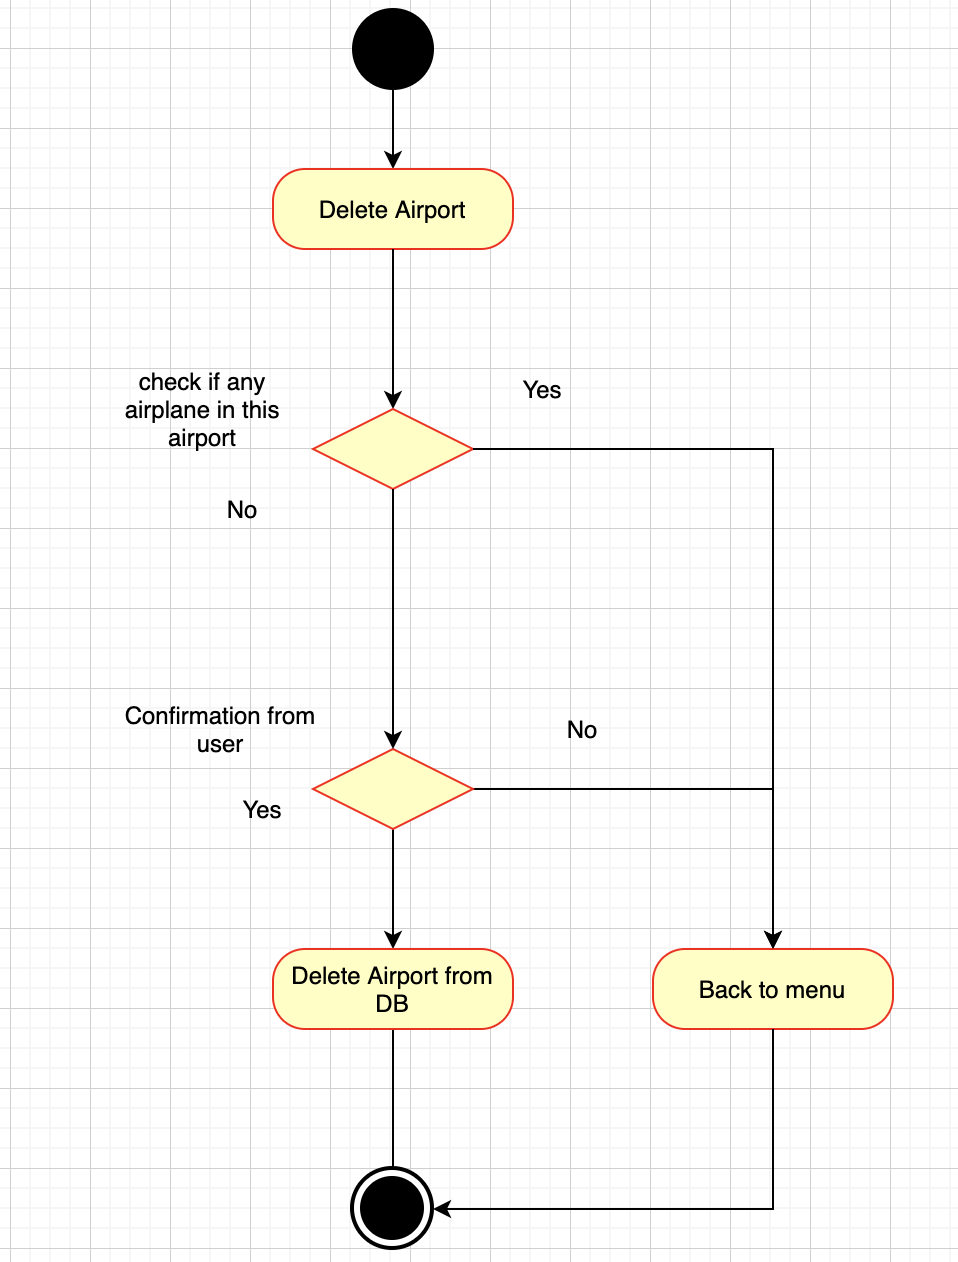 Delete Airport
check if any
airplane in this
airport
Yes
No
Confirmation from
user
No
Yes
Delete Airport from
DB
Back to menu